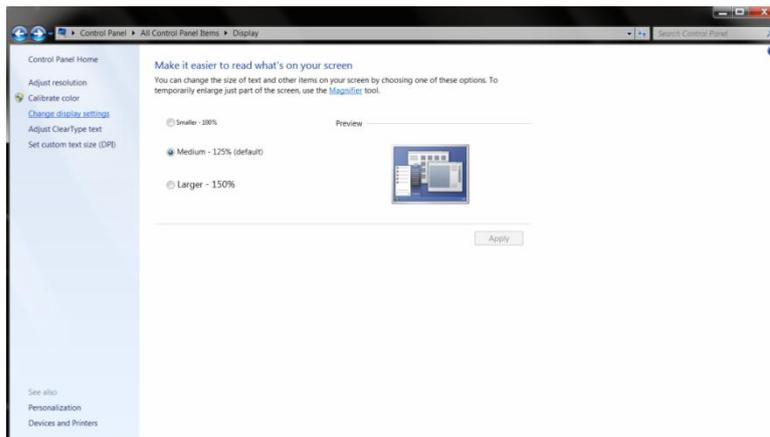 Control Panel ▸ All Control Panel Items ▸ Display
Search Control Panel
Control Panel Home
Adjust resolution
Calibrate color
Change display settings
Adjust ClearType text
Set custom text size (DPI)
Make it easier to read what's on your screen
You can change the size of text and other items on your screen by choosing one of these options. To
temporarily enlarge just part of the screen, use the Magnifier tool.
Smaller - 100%
Preview
Medium - 125% (default)
Larger - 150%
Apply
See also
Personalization
Devices and Printers